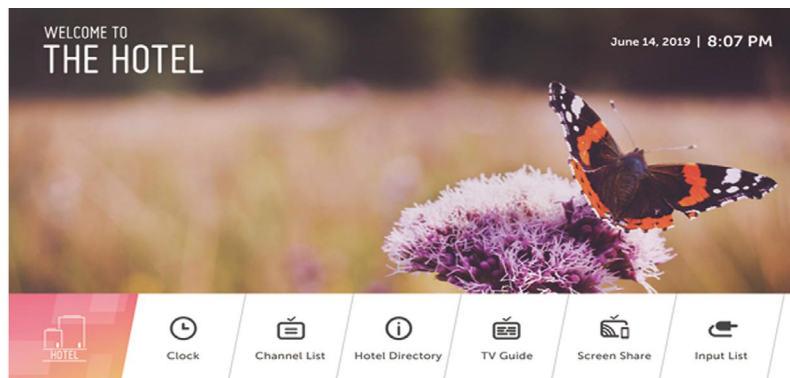 WELCOME TO
THE HOTEL
June 14, 2019 | 8:07 PM
HOTEL
Clock
Channel List
Hotel Directory
TV Guide
Screen Share
Input List